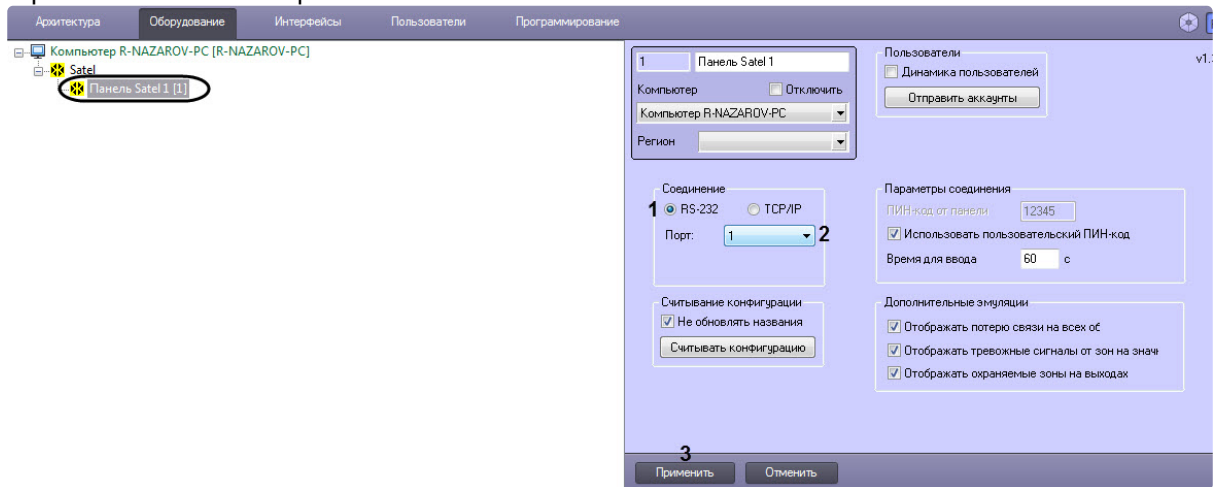 Архитектура Оборудование Интерфейсы Пользователи Программирование
Компьютер R-NAZAROV-PC [R-NAZAROV-PC]
Satel
Панель Satel 1 [1]
1 Панель Satel 1
Компьютер Отключить
Компьютер R-NAZAROV-PC
Регион
Пользователи
Динамика пользователей
Отправить аккаунты
Соединение
1 RS-232 TCP/IP
Порт: 1 2
Параметры соединения
ПИН-код от панели 12345
Использовать пользовательский ПИН-код
Время для ввода 60 с
Считывание конфигурации
Не обновлять названия
Считывать конфигурацию
Дополнительные эмуляции
Отображать потерю связи на всех об
Отображать тревожные сигналы от зон на знач
Отображать охраняемые зоны на выходах
3
Применить Отменить